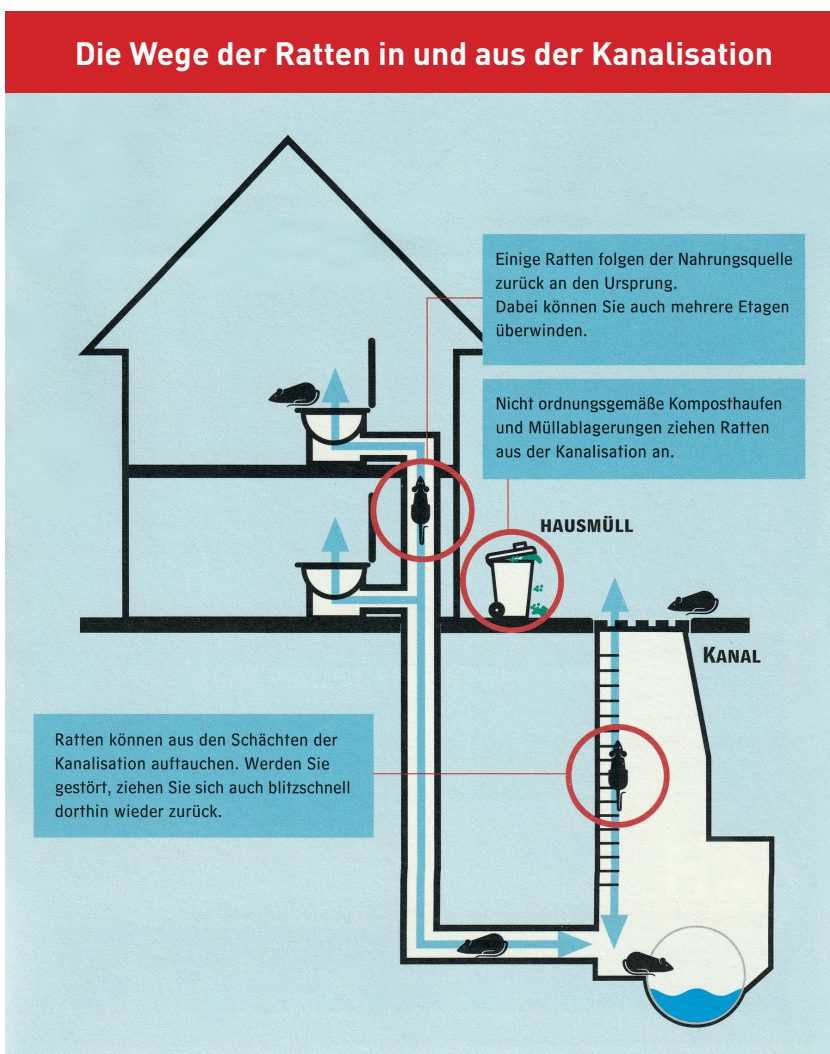 Die Wege der Ratten in und aus der Kanalisation
Einige Ratten folgen der Nahrungsquelle
zurück an den Ursprung.
Dabei können Sie auch mehrere Etagen
überwinden.
Nicht ordnungsgemäße Komposthaufen
und Müllablagerungen ziehen Ratten
aus der Kanalisation an.
HAUSMÜLL
KANAL
Ratten können aus den Schächten der
Kanalisation auftauchen. Werden Sie
gestört, ziehen Sie sich auch blitzschnell
dorthin wieder zurück.